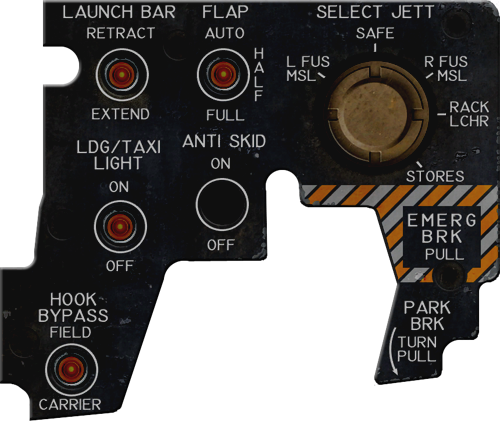 LAUNCH BAR
RETRACT
EXTEND
FLAP
AUTO
HALF
FULL
SELECT JETT
SAFE
L FUS
MSL
R FUS
MSL
RACK
LCHR
STORES
LDG/TAXI
LIGHT
ON
OFF
ANTI SKID
ON
OFF
EMERG
BRK
PULL
HOOK
BYPASS
FIELD
CARRIER
PARK
BRK
TURN
PULL